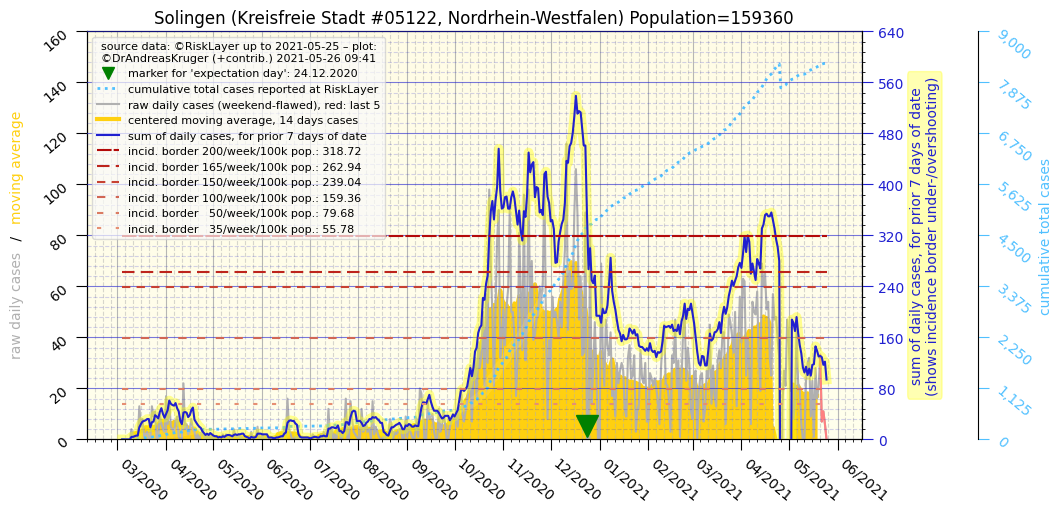 Solingen (Kreisfreie Stadt #05122, Nordrhein-Westfalen) Population=159360
source data: ©RiskLayer up to 2021-05-25 – plot:
©DrAndreasKruger (+contrib.) 2021-05-26 09:41
marker for 'expectation day': 24.12.2020
cumulative total cases reported at RiskLayer
raw daily cases (weekend-flawed), red: last 5
centered moving average, 14 days cases
sum of daily cases, for prior 7 days of date
incid. border 200/week/100k pop.: 318.72
incid. border 165/week/100k pop.: 262.94
incid. border 150/week/100k pop.: 239.04
incid. border 100/week/100k pop.: 159.36
incid. border 50/week/100k pop.: 79.68
incid. border 35/week/100k pop.: 55.78
raw daily cases / moving average
160
140
120
100
80
60
40
20
0
03/2020
04/2020
05/2020
06/2020
07/2020
08/2020
09/2020
10/2020
11/2020
12/2020
01/2021
02/2021
03/2021
04/2021
05/2021
06/2021
640
560
480
400
320
240
160
80
0
sum of daily cases, for prior 7 days of date
(shows incidence border under-/overshooting)
9,000
7,875
6,750
5,625
4,500
3,375
2,250
1,125
0
cumulative total cases